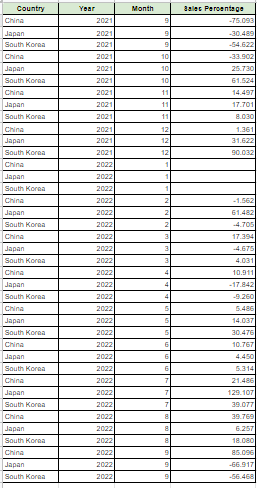 Country Year Month Sales Percentage
China 2021 9 -75.093
Japan 2021 9 -30.489
South Korea 2021 9 -54.622
China 2021 10 -33.902
Japan 2021 10 25.730
South Korea 2021 10 61.524
China 2021 11 14.497
Japan 2021 11 17.701
South Korea 2021 11 8.030
China 2021 12 1.361
Japan 2021 12 31.622
South Korea 2021 12 90.032
China 2022 1
Japan 2022 1
South Korea 2022 1
China 2022 2 -1.562
Japan 2022 2 61.482
South Korea 2022 2 -4.705
China 2022 3 17.394
Japan 2022 3 -4.675
South Korea 2022 3 4.031
China 2022 4 10.911
Japan 2022 4 -17.842
South Korea 2022 4 -9.260
China 2022 5 5.486
Japan 2022 5 14.037
South Korea 2022 5 30.476
China 2022 6 10.767
Japan 2022 6 4.450
South Korea 2022 6 5.314
China 2022 7 21.486
Japan 2022 7 129.107
South Korea 2022 7 39.077
China 2022 8 39.769
Japan 2022 8 6.257
South Korea 2022 8 18.080
China 2022 9 85.096
Japan 2022 9 -66.917
South Korea 2022 9 -56.468